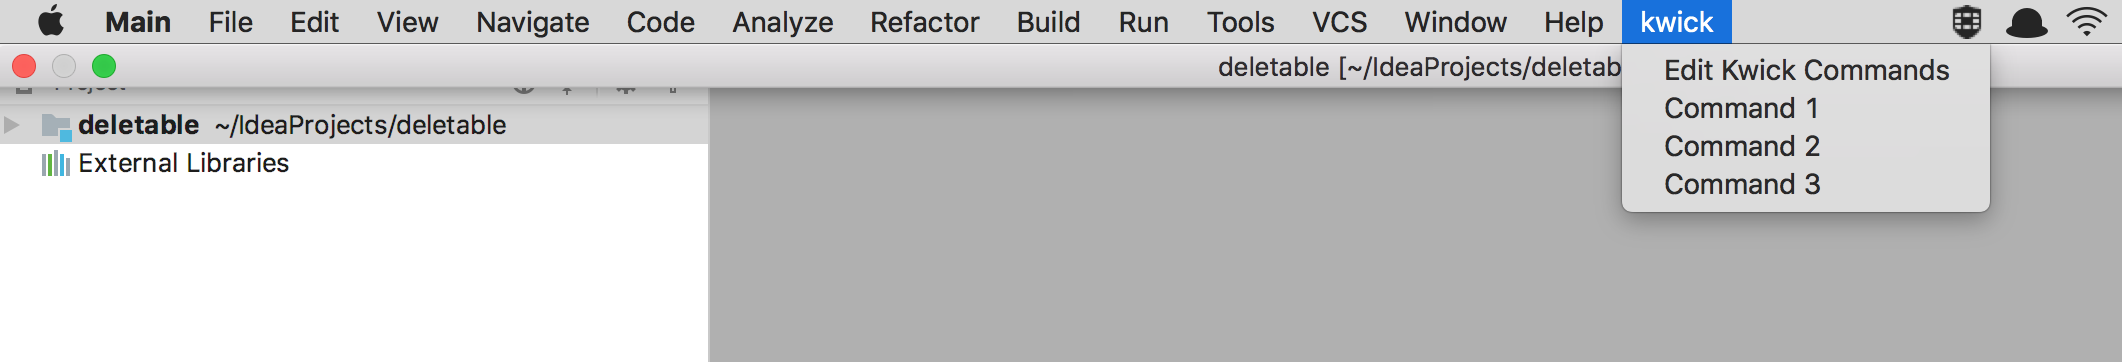 Main File Edit View Navigate Code Analyze Refactor Build Run Tools VCS Window Help kwick
deletable [~/IdeaProjects/deletab
Edit Kwick Commands
Command 1
Command 2
Command 3
Project
deletable ~/IdeaProjects/deletable
External Libraries